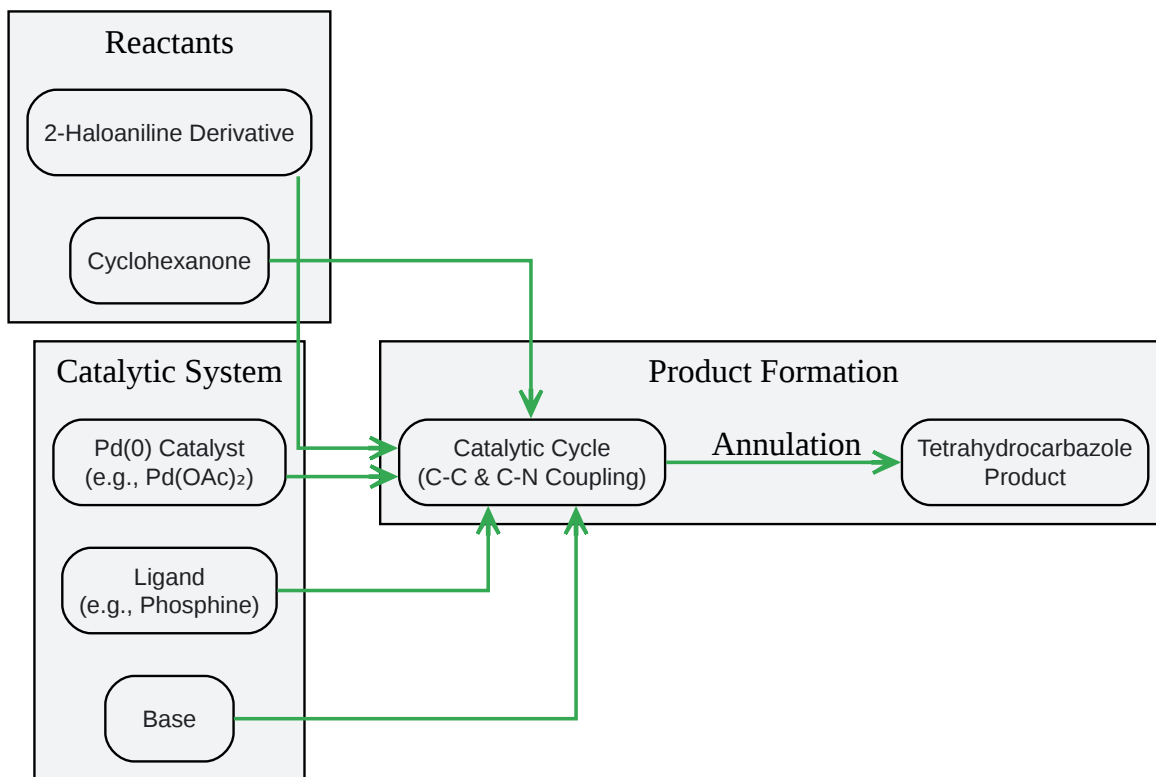 Reactants
2-Haloaniline Derivative
Cyclohexanone
Catalytic System
Pd(0) Catalyst
(e.g., Pd(OAc)₂)
Ligand
(e.g., Phosphine)
Base
Product Formation
Catalytic Cycle
(C-C & C-N Coupling)
Annulation
Tetrahydrocarbazole
Product